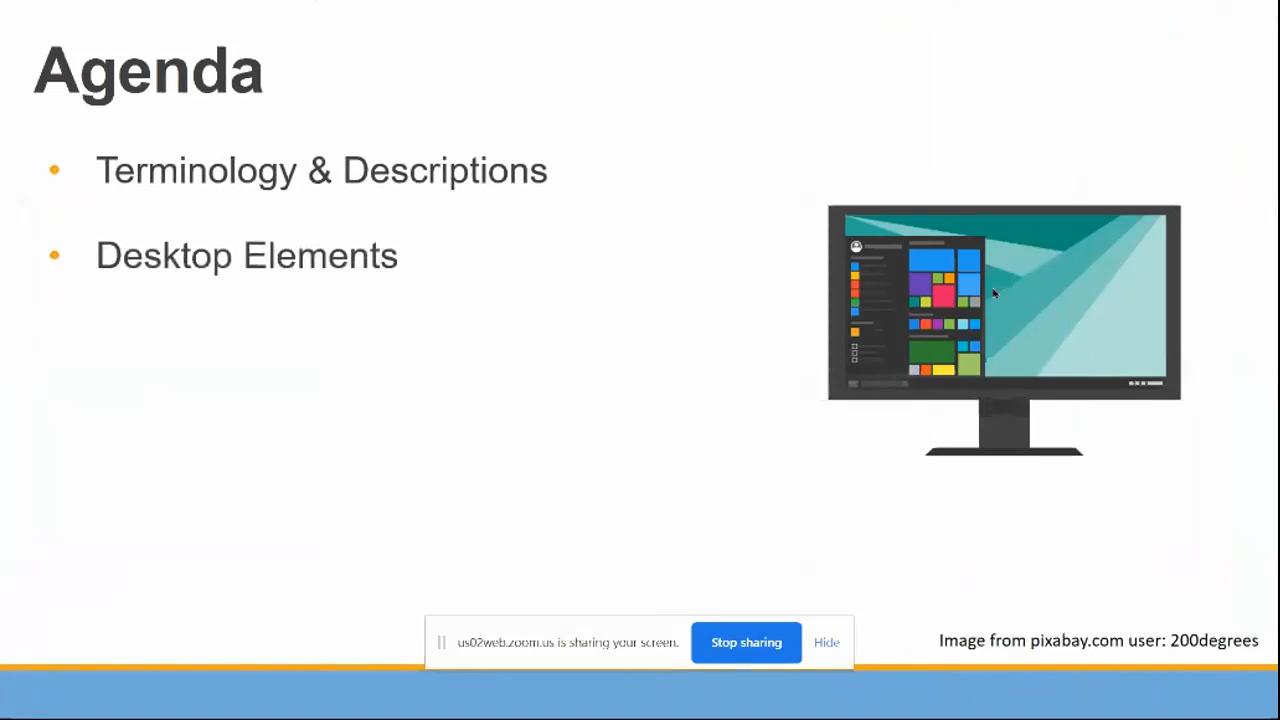 Agenda
• Terminology & Descriptions
• Desktop Elements
us02web.zoom.us is sharing your screen. Stop sharing Hide
Image from pixabay.com user: 200degrees